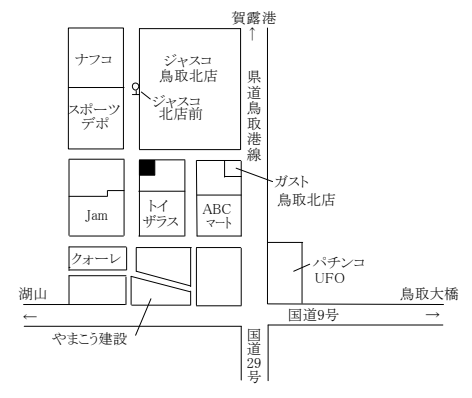 賀露港
↑
ナフコ
ジャスコ
鳥取北店
県道鳥取港線
スポーツ
デポ
ジャスコ
北店前
ガスト
鳥取北店
Jam
トイ
ザラス
ABC
マート
クォーレ
パチンコ
UFO
湖山
鳥取大橋
←
国道9号
→
やまこう建設
国道29号